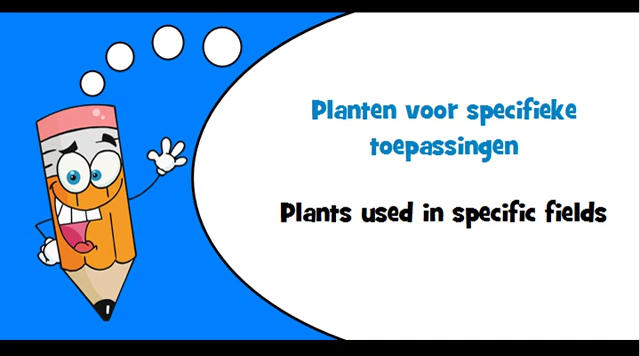 Planten voor specifieke
toepassingen
Plants used in specific fields